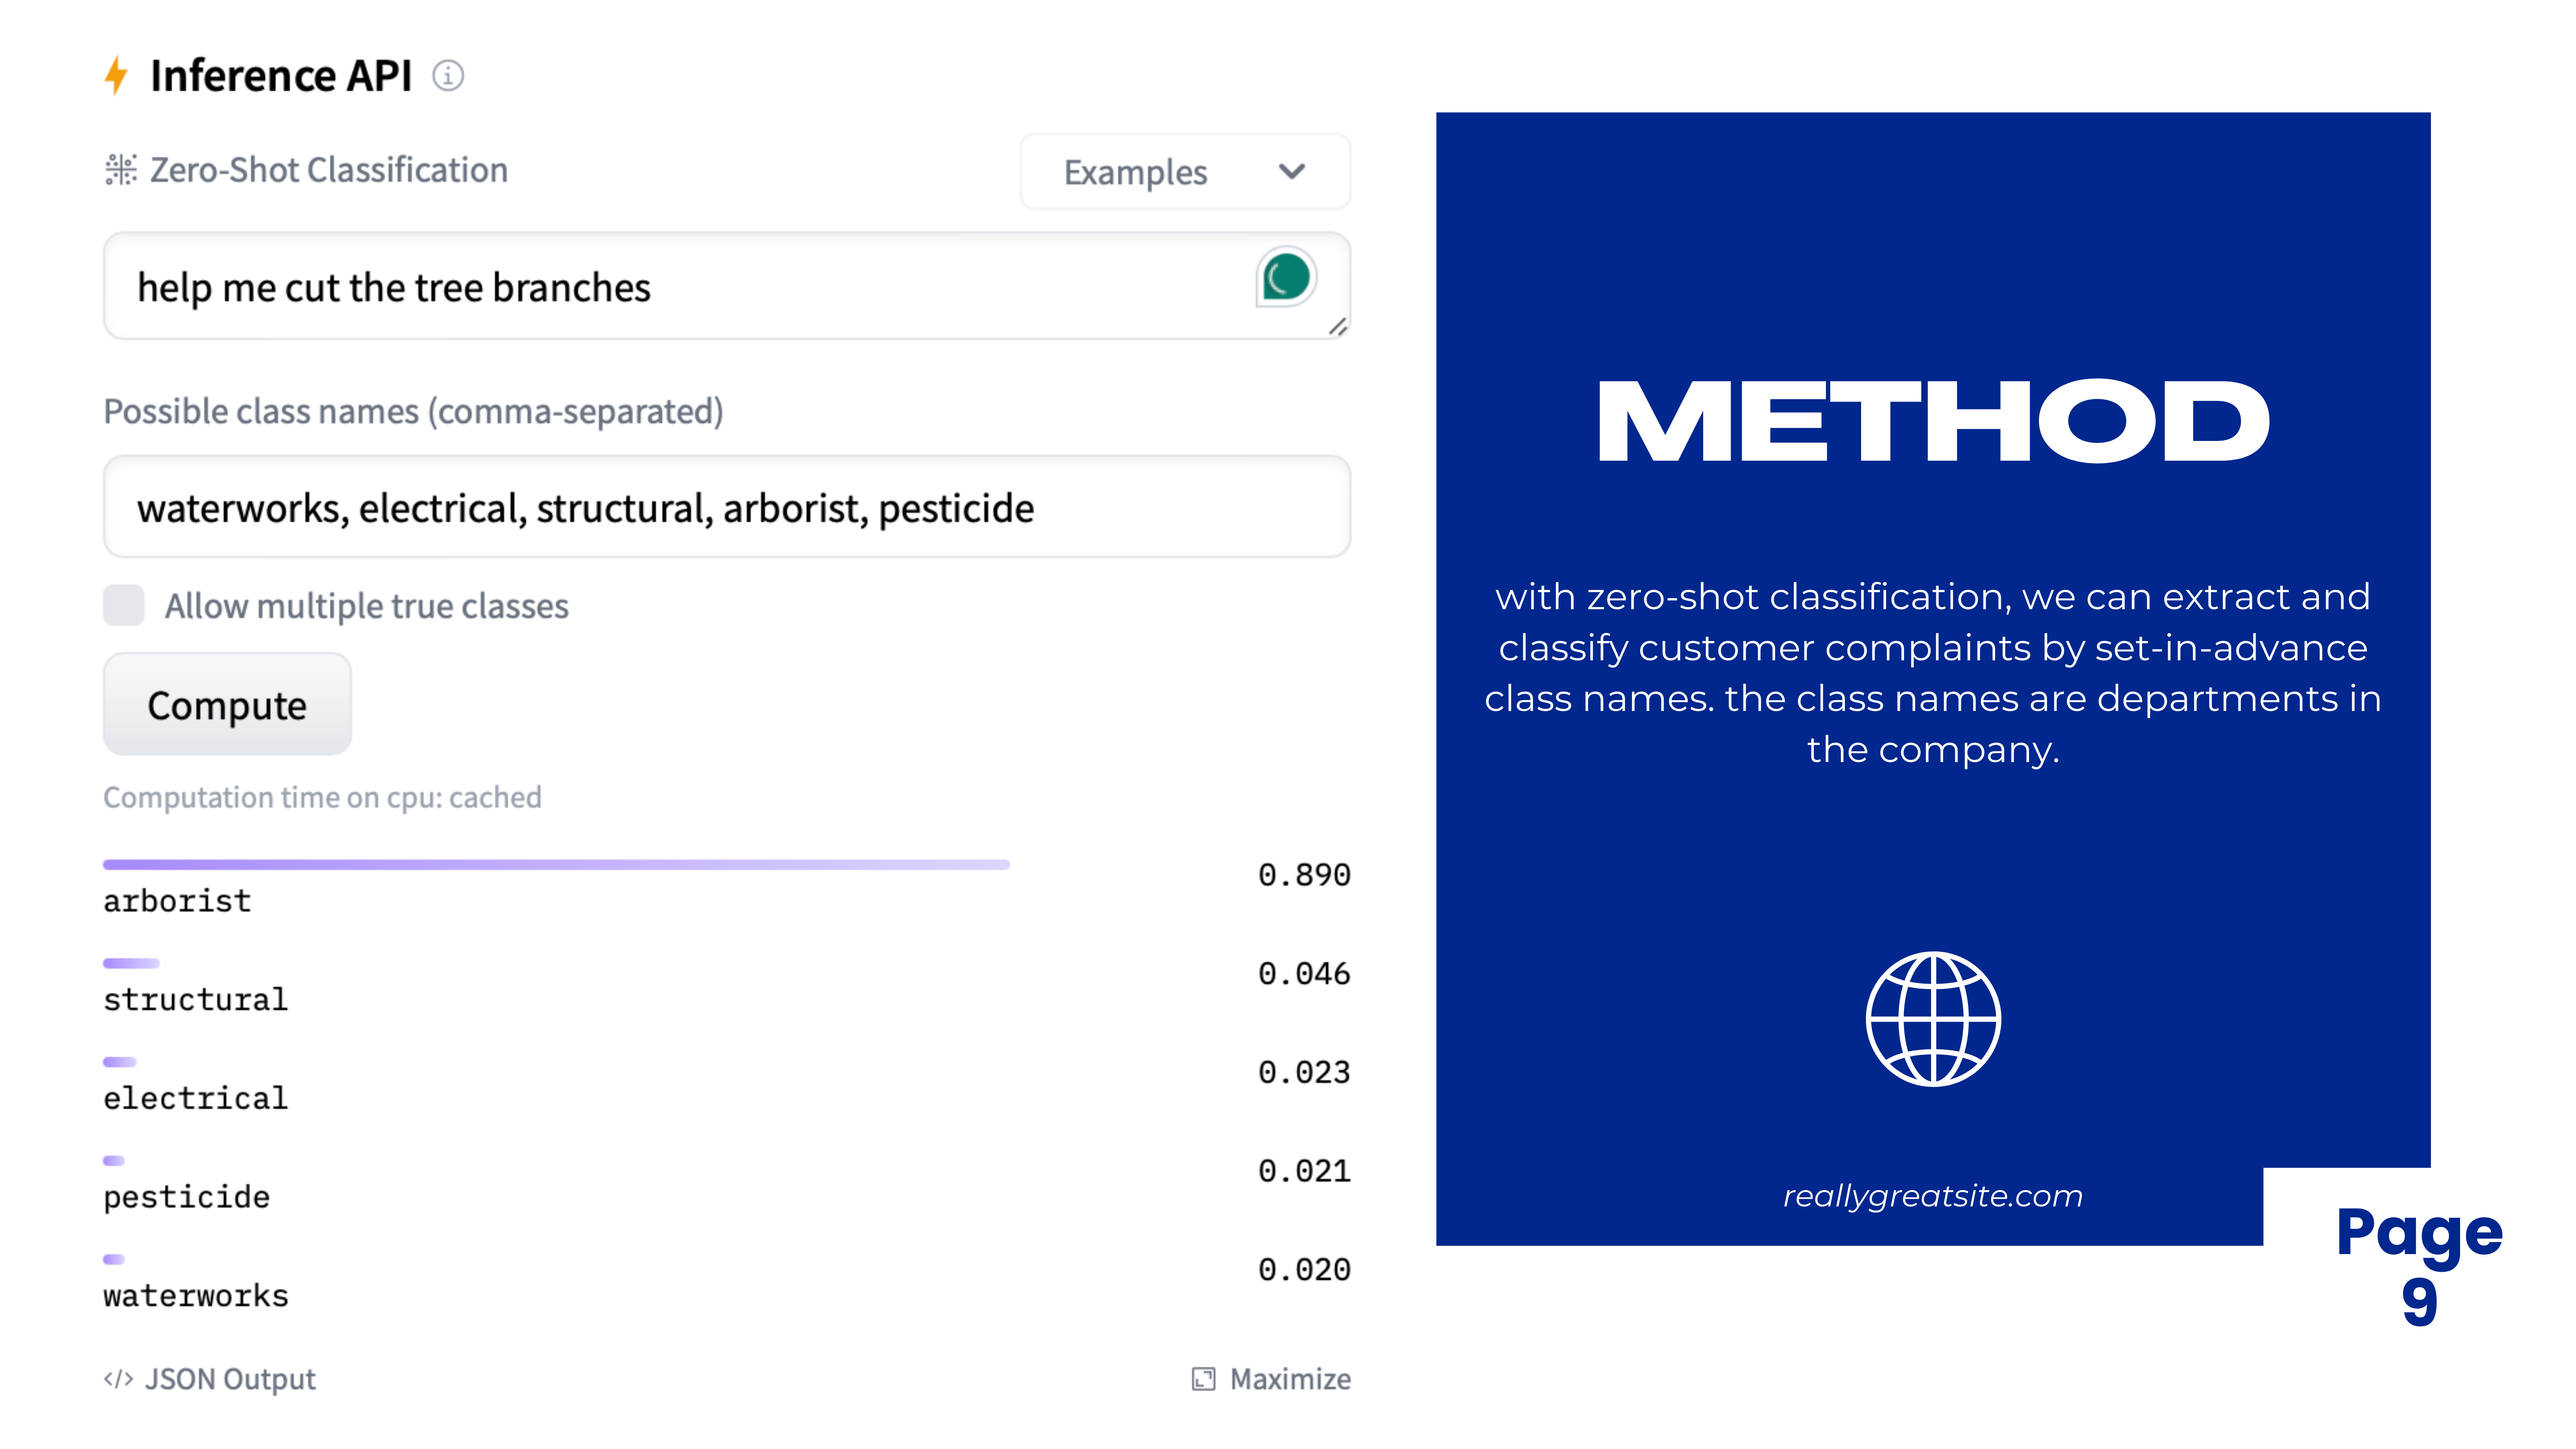 Inference API
Zero-Shot Classification
Examples
help me cut the tree branches
Possible class names (comma-separated)
waterworks, electrical, structural, arborist, pesticide
Allow multiple true classes
Compute
Computation time on cpu: cached
arborist 0.890
structural 0.046
electrical 0.023
pesticide 0.021
waterworks 0.020
</> JSON Output
Maximize
METHOD
with zero-shot classification, we can extract and
classify customer complaints by set-in-advance
class names. the class names are departments in
the company.
reallygreatsite.com
Page
9